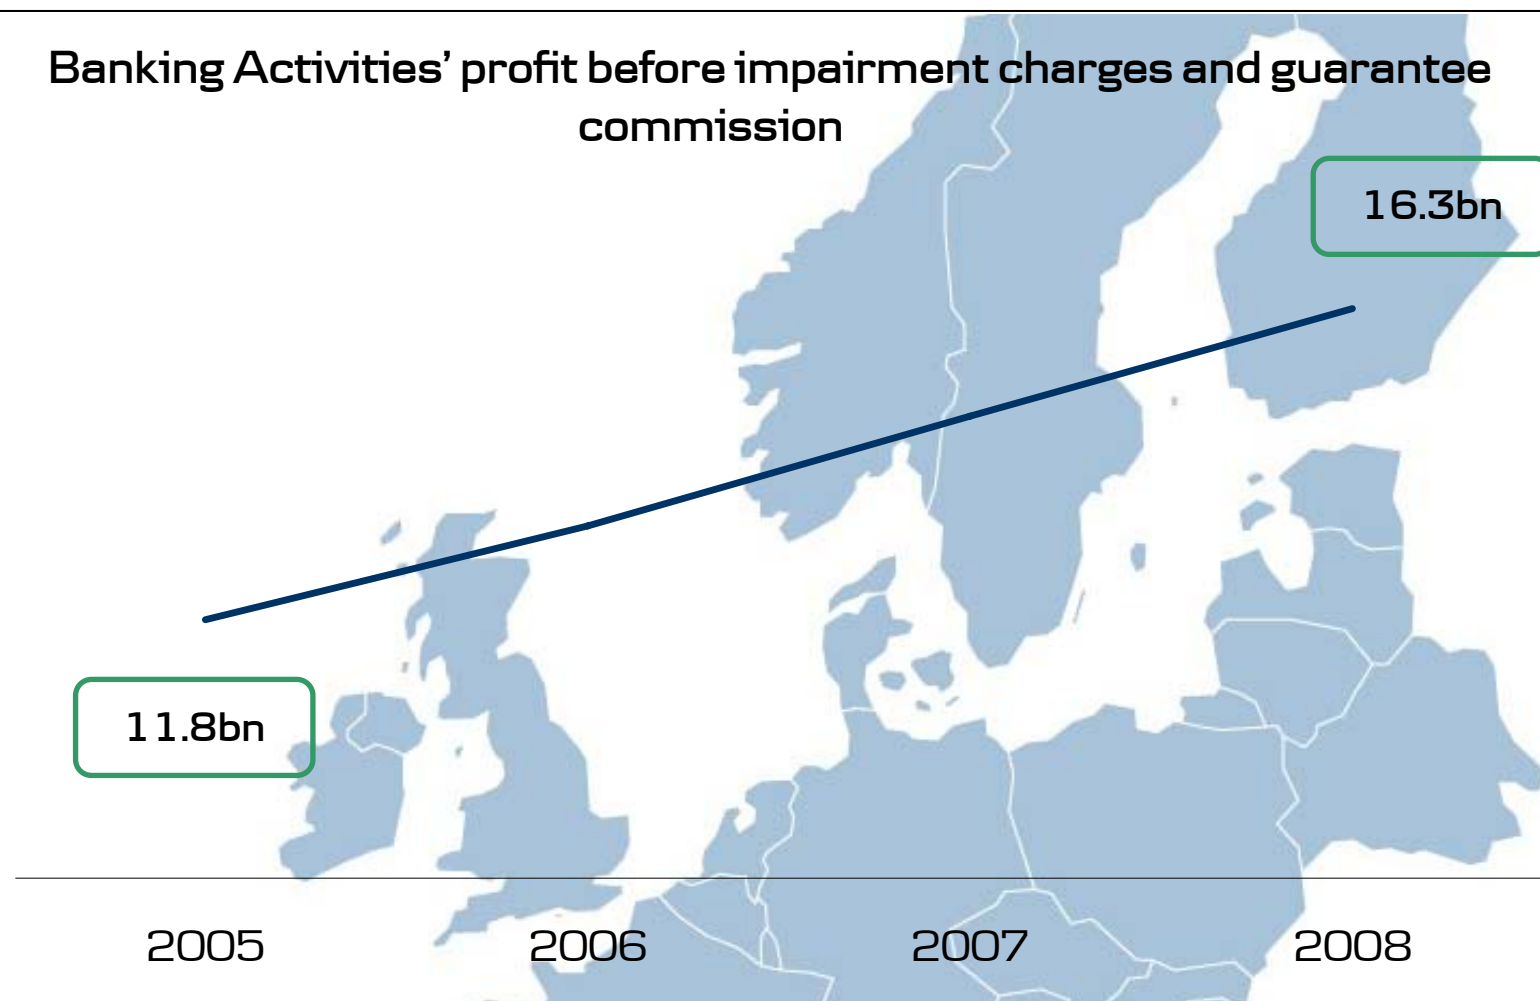 Banking Activities’ profit before impairment charges and guarantee
commission
16.3bn
11.8bn
2005 2006 2007 2008